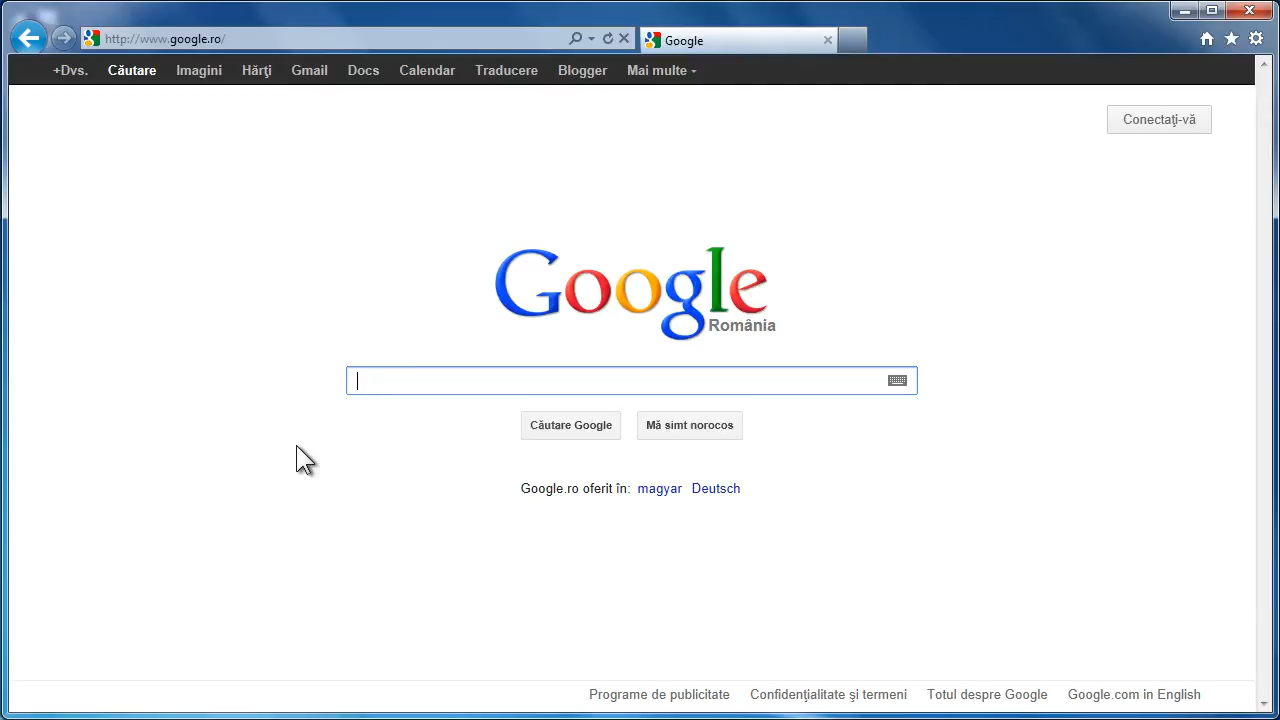 http://www.google.ro/
Google
+Dvs. Căutare Imagini Hărţi Gmail Docs Calendar Traducere Blogger Mai multe
Conectaţi-vă
Google
România
Căutare Google Mă simt norocos
Google.ro oferit în: magyar Deutsch
Programe de publicitate Confidenţialitate şi termeni Totul despre Google Google.com in English